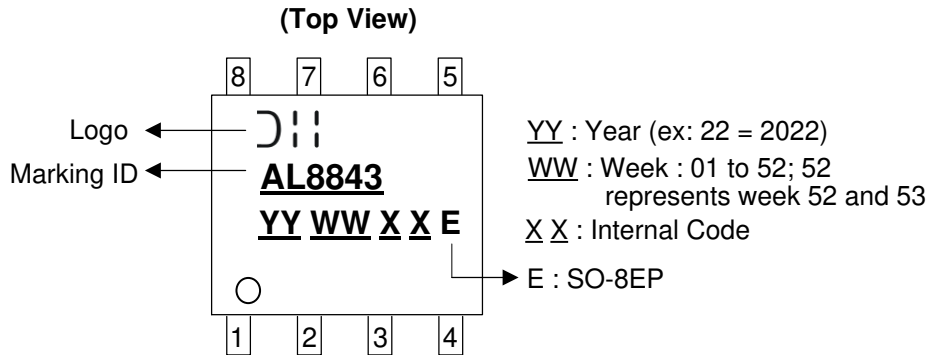 (Top View)
8 7 6 5
Logo
Marking ID
AL8843
YY WW X X E
YY : Year (ex: 22 = 2022)
WW : Week : 01 to 52; 52
represents week 52 and 53
X X : Internal Code
E : SO-8EP
1 2 3 4